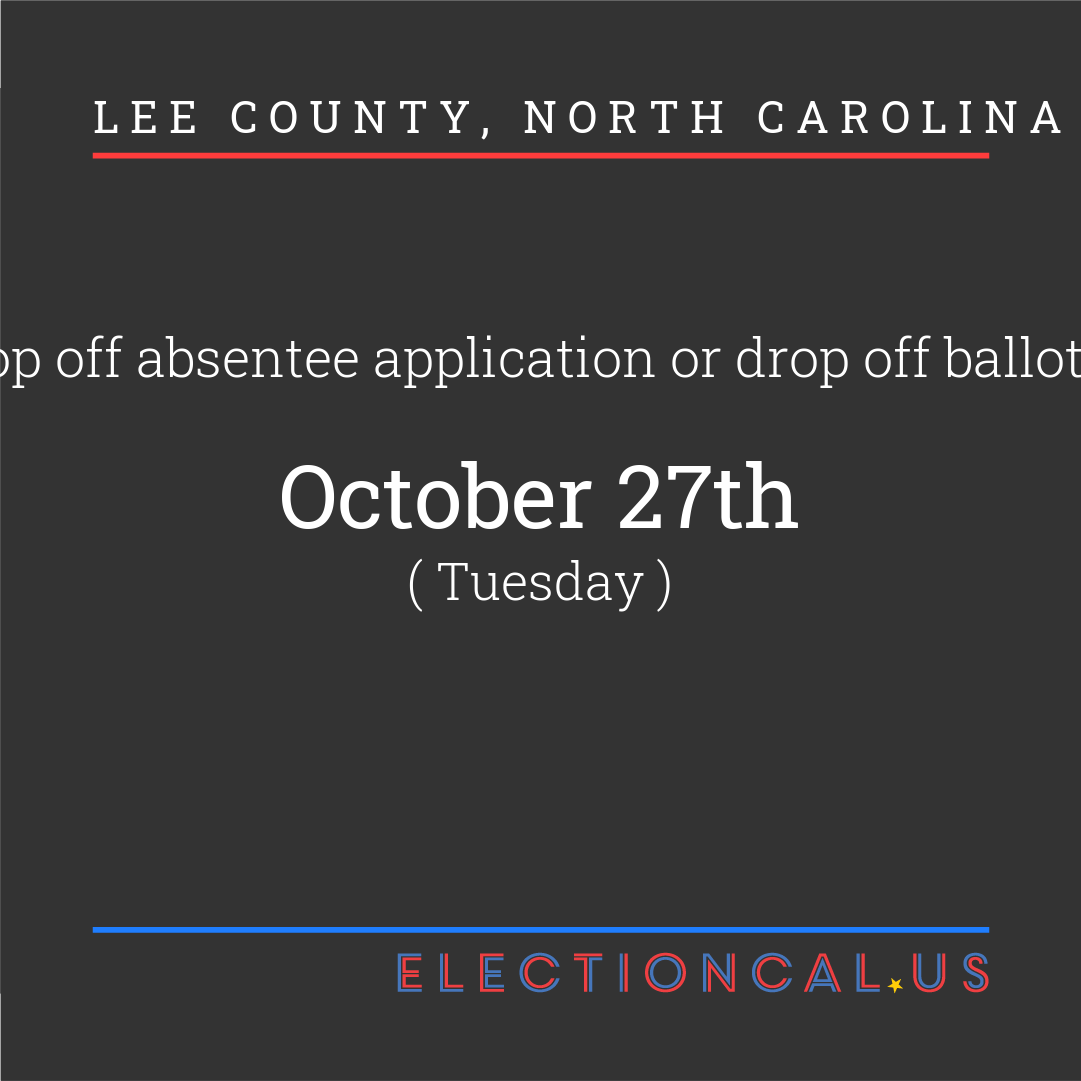 LEE COUNTY, NORTH CAROLINA
op off absentee application or drop off ballot
October 27th
( Tuesday )
ELECTIONCAL.US